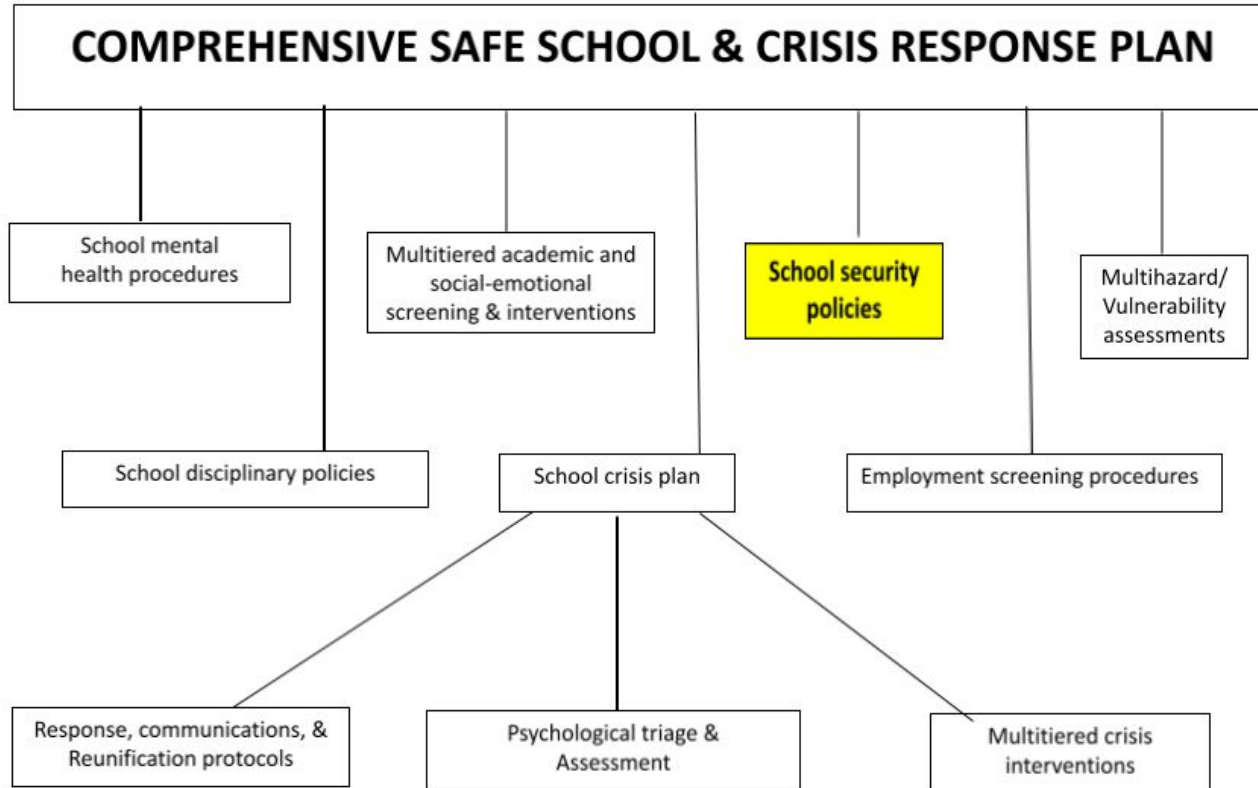 COMPREHENSIVE SAFE SCHOOL & CRISIS RESPONSE PLAN
School mental
health procedures
Multitiered academic and
social-emotional
screening & interventions
School security
policies
Multihazard/
Vulnerability
assessments
School disciplinary policies
School crisis plan
Employment screening procedures
Response, communications, &
Reunification protocols
Psychological triage &
Assessment
Multitiered crisis
interventions